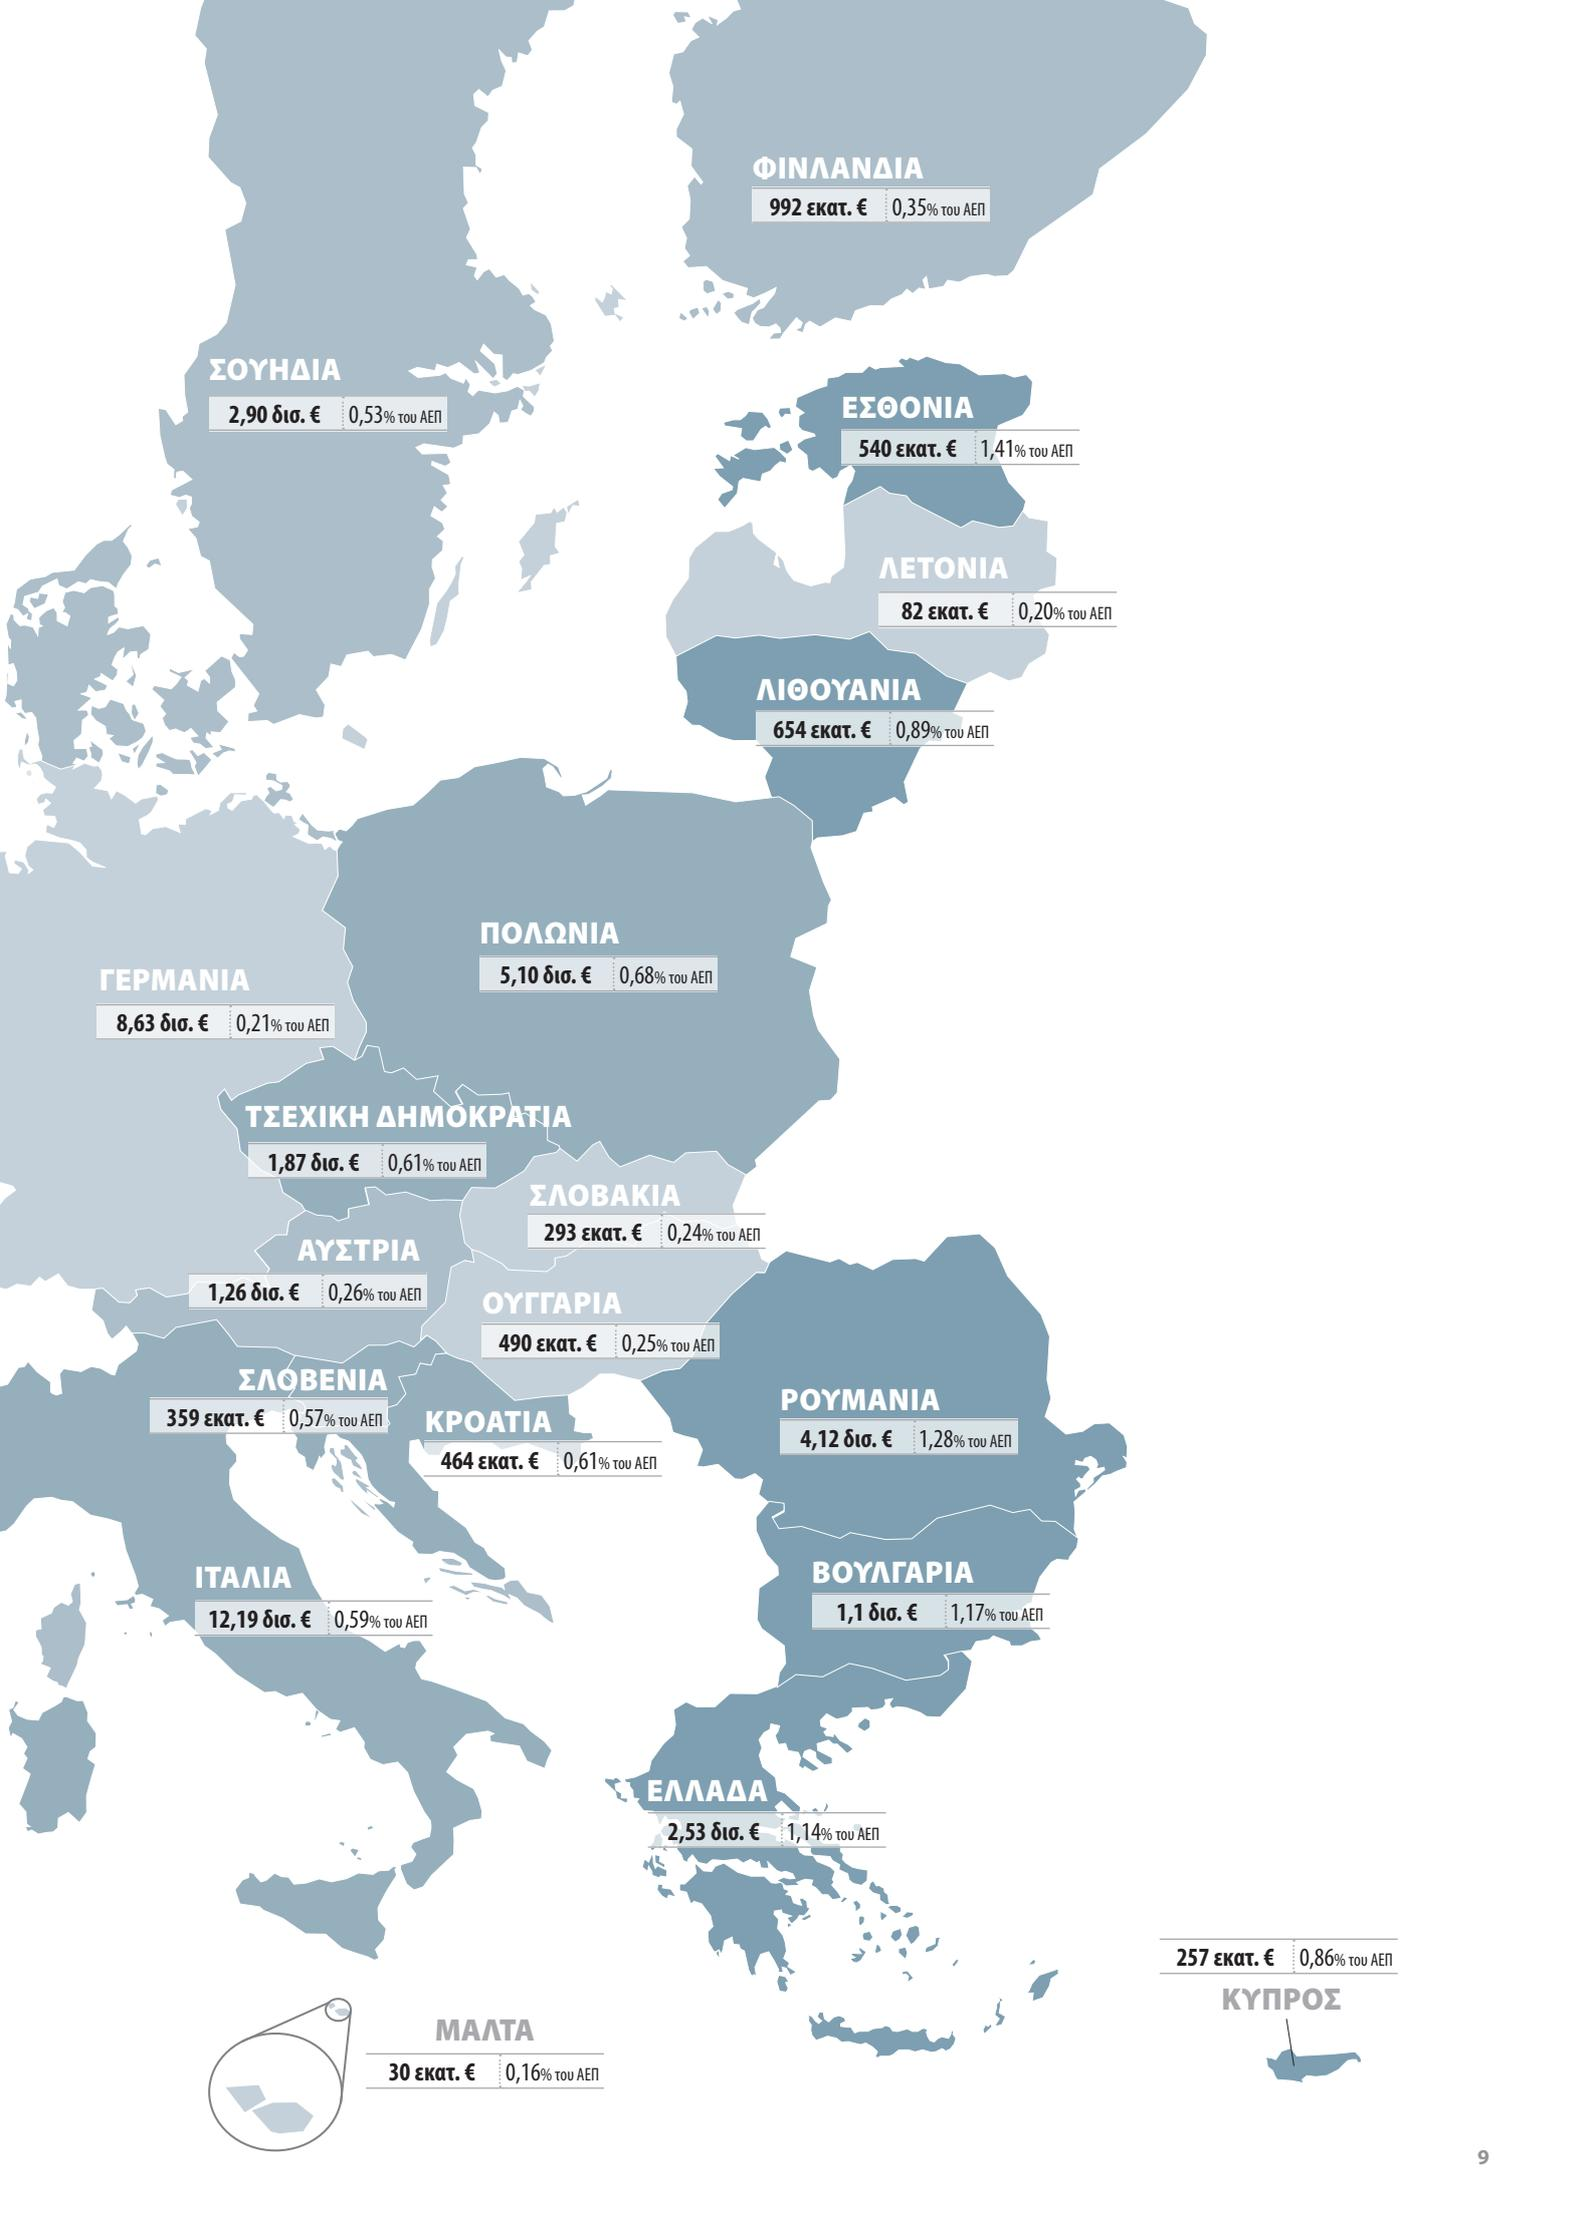 ΦΙΝΛΑΝΔΙΑ
992 εκατ. € 0,35% του ΑΕΠ
ΣΟΥΗΔΙΑ
2,90 δισ. € 0,53% του ΑΕΠ
ΕΣΘΟΝΙΑ
540 εκατ. € 1,41% του ΑΕΠ
ΛΕΤΟΝΙΑ
82 εκατ. € 0,20% του ΑΕΠ
ΛΙΘΟΥΑΝΙΑ
654 εκατ. € 0,89% του ΑΕΠ
ΠΟΛΩΝΙΑ
5,10 δισ. € 0,68% του ΑΕΠ
ΓΕΡΜΑΝΙΑ
8,63 δισ. € 0,21% του ΑΕΠ
ΤΣΕΧΙΚΗ ΔΗΜΟΚΡΑΤΙΑ
1,87 δισ. € 0,61% του ΑΕΠ
ΣΛΟΒΑΚΙΑ
293 εκατ. € 0,24% του ΑΕΠ
ΑΥΣΤΡΙΑ
1,26 δισ. € 0,26% του ΑΕΠ
ΟΥΓΓΑΡΙΑ
490 εκατ. € 0,25% του ΑΕΠ
ΣΛΟΒΕΝΙΑ
359 εκατ. € 0,57% του ΑΕΠ
ΚΡΟΑΤΙΑ
464 εκατ. € 0,61% του ΑΕΠ
ΡΟΥΜΑΝΙΑ
4,12 δισ. € 1,28% του ΑΕΠ
ΙΤΑΛΙΑ
12,19 δισ. € 0,59% του ΑΕΠ
ΒΟΥΛΓΑΡΙΑ
1,1 δισ. € 1,17% του ΑΕΠ
ΕΛΛΑΔΑ
2,53 δισ. € 1,14% του ΑΕΠ
257 εκατ. € 0,86% του ΑΕΠ
ΚΥΠΡΟΣ
ΜΑΛΤΑ
30 εκατ. € 0,16% του ΑΕΠ
9